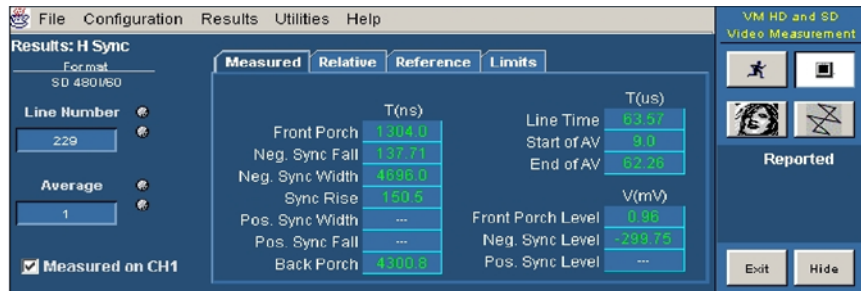 File Configuration Results Utilities Help
VM HD and SD
Video Measurement
Results: H Sync
Format
SD 480I/60
Line Number
229
Average
1
Measured on CH1
Measured Relative Reference Limits
T(ns)
Front Porch 1304.0
Neg. Sync Fall 137.71
Neg. Sync Width 4696.0
Sync Rise 150.5
Pos. Sync Width ---
Pos. Sync Fall ---
Back Porch 4300.8
T(us)
Line Time 63.57
Start of AV 9.0
End of AV 62.26
V(mV)
Front Porch Level 0.96
Neg. Sync Level -299.75
Pos. Sync Level ---
Reported
Exit Hide